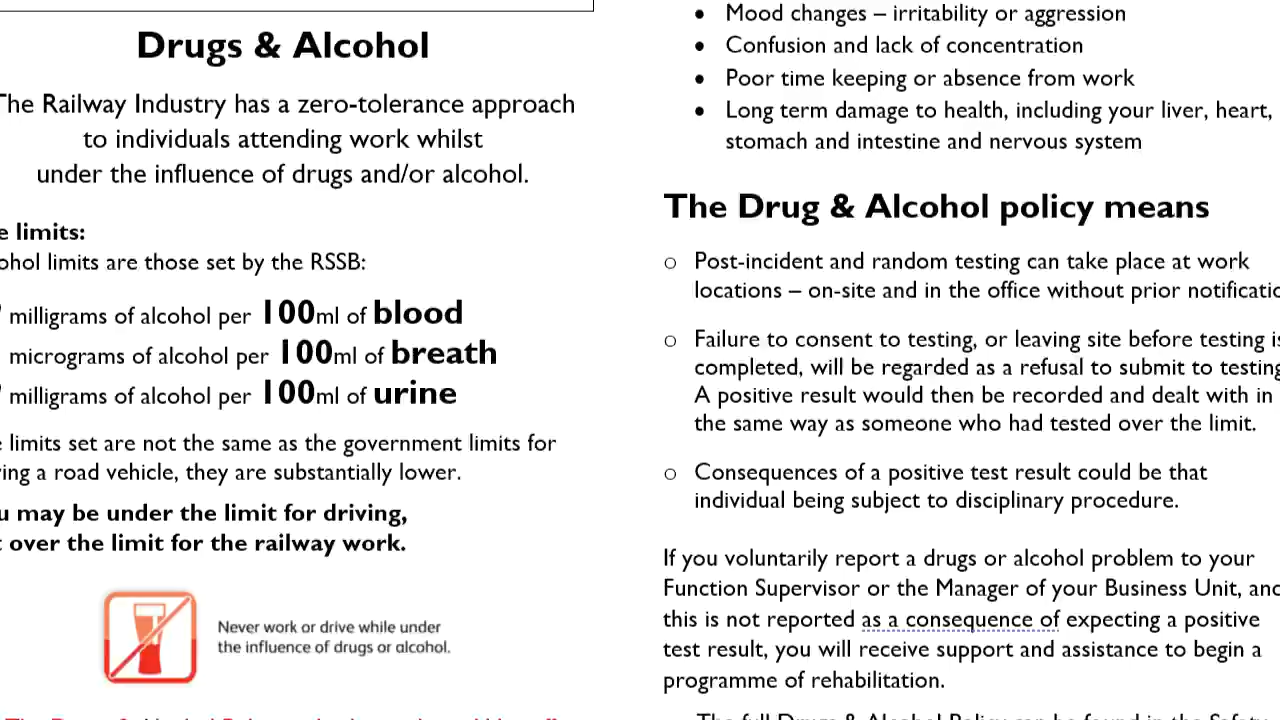 Drugs & Alcohol
The Railway Industry has a zero-tolerance approach
to individuals attending work whilst
under the influence of drugs and/or alcohol.
limits:
limits are those set by the RSSB:
milligrams of alcohol per 100ml of blood
micrograms of alcohol per 100ml of breath
milligrams of alcohol per 100ml of urine
limits set are not the same as the government limits for
a road vehicle, they are substantially lower.
may be under the limit for driving,
over the limit for the railway work.
Never work or drive while under
the influence of drugs or alcohol.
• Mood changes – irritability or aggression
• Confusion and lack of concentration
• Poor time keeping or absence from work
• Long term damage to health, including your liver, heart,
stomach and intestine and nervous system
The Drug & Alcohol policy means
○ Post-incident and random testing can take place at work
locations – on-site and in the office without prior
○ Failure to consent to testing, or leaving site before testing is
completed, will be regarded as a refusal to submit to testing
A positive result would then be recorded and dealt with in
the same way as someone who had tested over the limit.
○ Consequences of a positive test result could be that
individual being subject to disciplinary procedure.
If you voluntarily report a drugs or alcohol problem to your
Function Supervisor or the Manager of your Business Unit, and
this is not reported as a consequence of expecting a positive
test result, you will receive support and assistance to begin a
programme of rehabilitation.